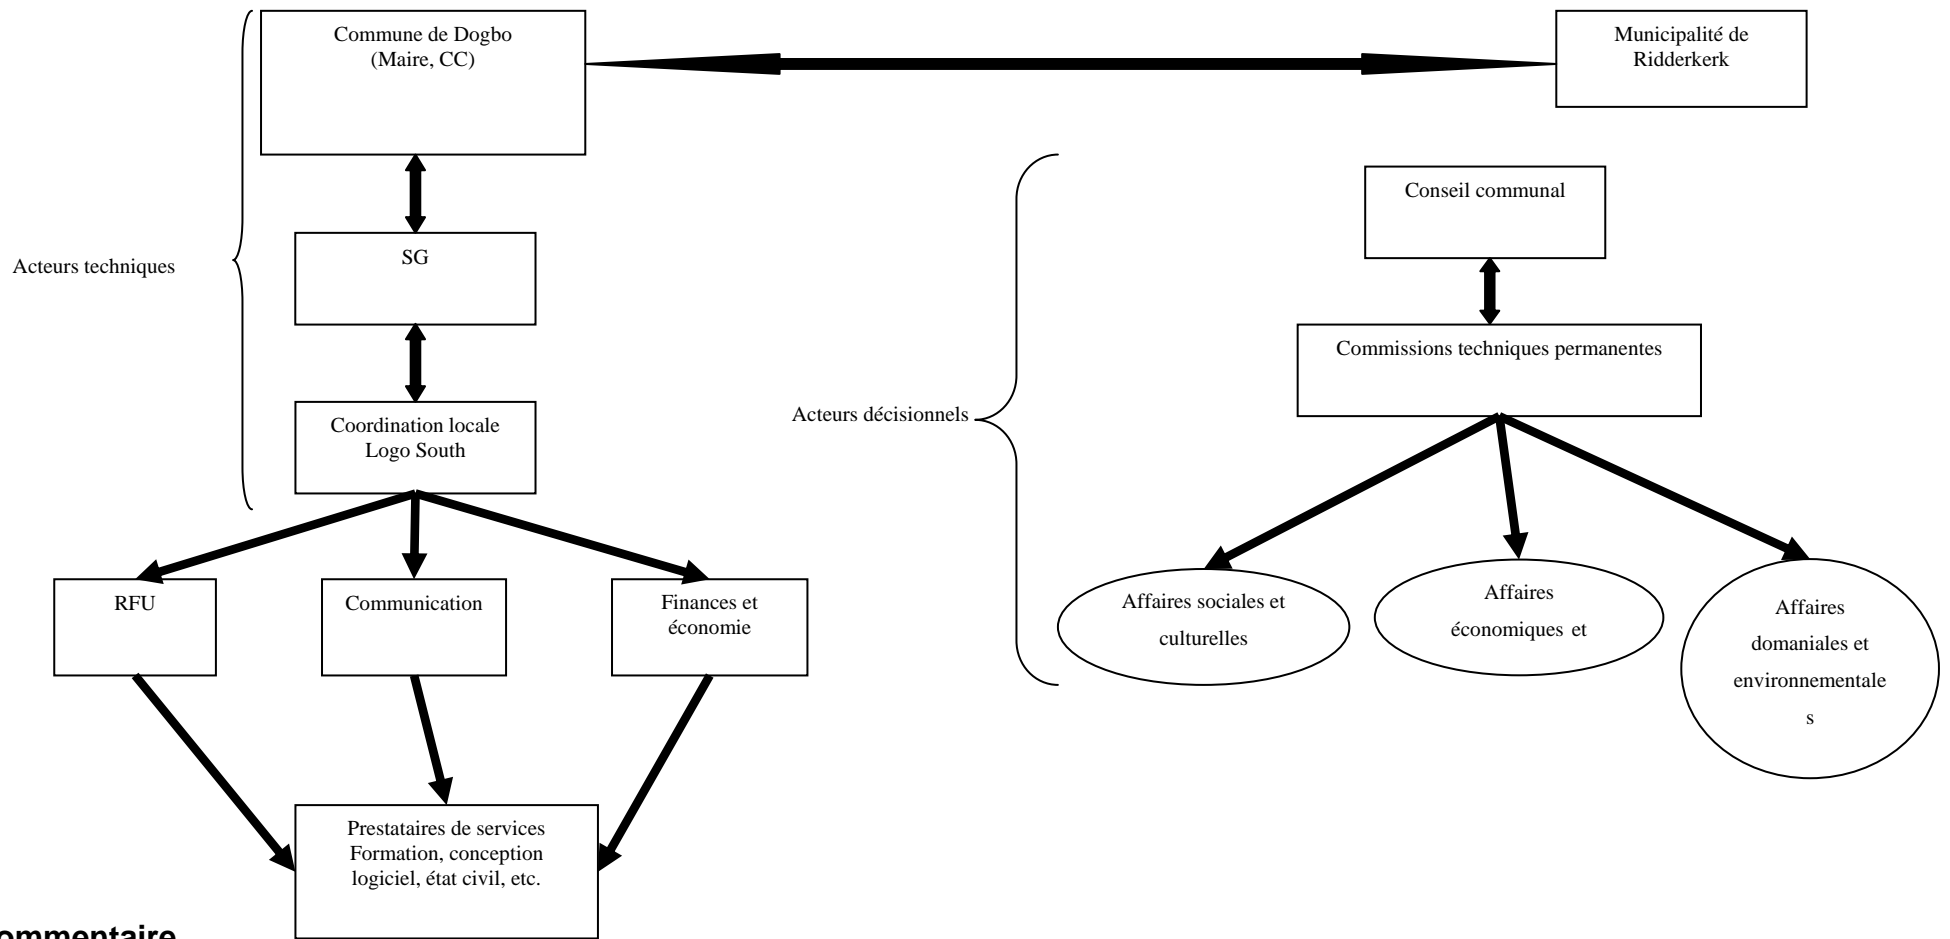 Commune de Dogbo
(Maire, CC)
Municipalité de
Ridderkerk
Conseil communal
SG
Acteurs techniques
Commissions techniques permanentes
Coordination locale
Logo South
Acteurs décisionnels
RFU
Communication
Finances et
économie
Affaires sociales et
culturelles
Affaires
économiques et
Affaires
domaniales et
environnementale
s
Prestataires de services
Formation, conception
logiciel, état civil, etc.
ommentaire